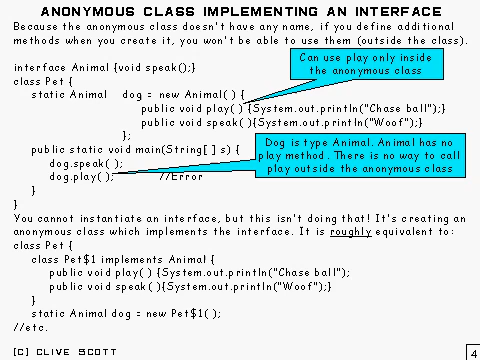 ANONYMOUS CLASS IMPLEMENTING AN INTERFACE
Because the anonymous class doesn't have any name, if you define additional
methods when you create it, you won't be able to use them (outside the class).
Can use play only inside
the anonymous class
interface Animal {void speak();}
class Pet {
static Animal dog = new Animal( ) {
public void play( ) {System.out.println("Chase ball");}
public void speak( ){System.out.println("Woof");}
};
Dog is type Animal. Animal has no
play method. There is no way to call
play outside the anonymous class
public static void main(String[ ] s) {
dog.speak( );
dog.play( ); //Error
}
}
You cannot instantiate an interface, but this isn't doing that! It's creating an
anonymous class which implements the interface. It is roughly equivalent to:
class Pet {
class Pet$1 implements Animal {
public void play( ) {System.out.println("Chase ball");
public void speak ( ){System.out.println("Woof");}
}
static Animal dog = new Pet$1( );
//etc.
(C) CLIVE SCOTT
4